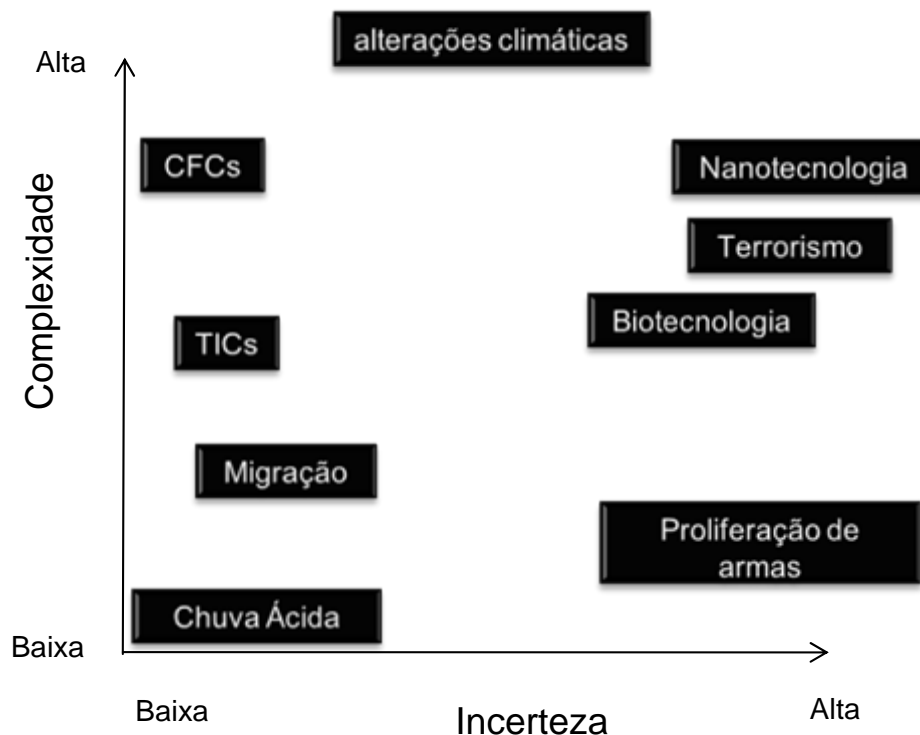 alterações climáticas
Alta
CFCs
Nanotecnologia
Terrorismo
Complexidade
Biotecnologia
TICs
Migração
Proliferação de
armas
Chuva Ácida
Baixa
Baixa
Incerteza
Alta